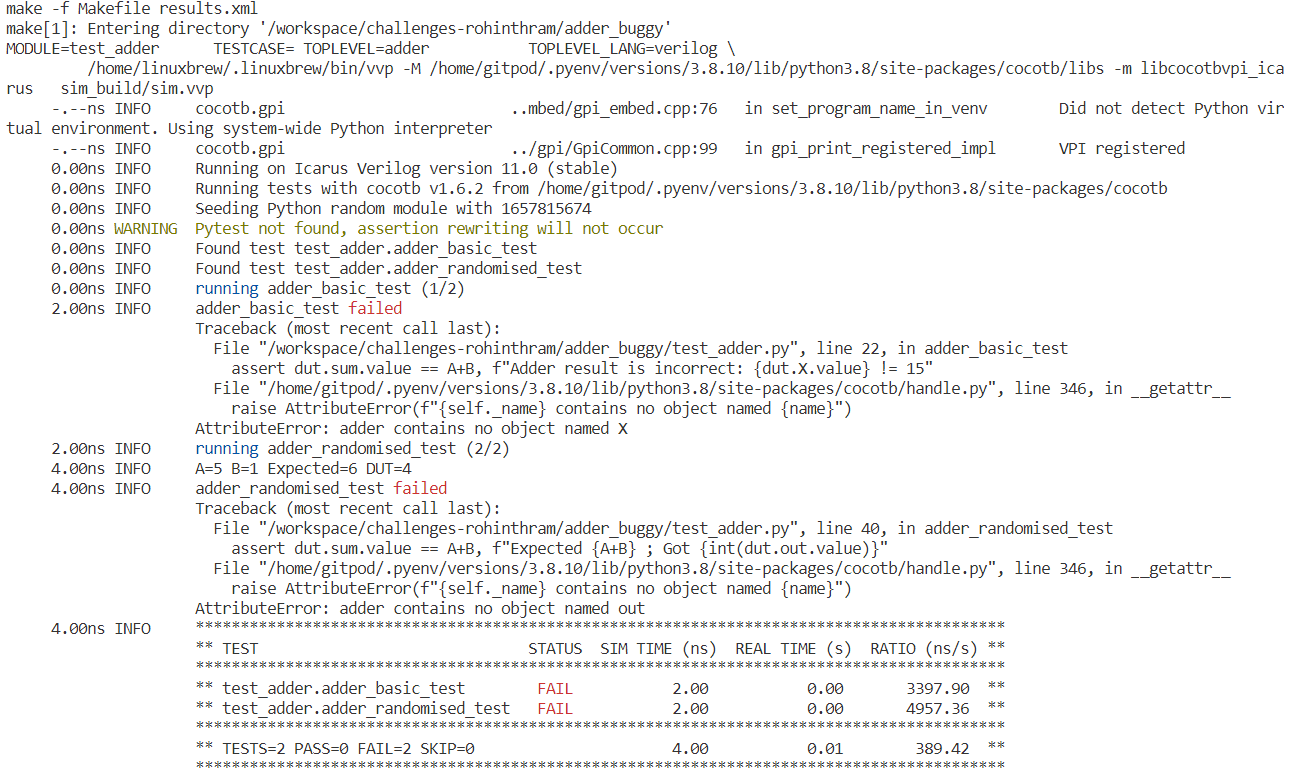 make -f Makefile results.xml
make[1]: Entering directory '/workspace/challenges-rohinthram/adder_buggy'
MODULE=test_adder      TESTCASE= TOPLEVEL=adder           TOPLEVEL_LANG=verilog \
         /home/linuxbrew/.linuxbrew/bin/vvp -M /home/gitpod/.pyenv/versions/3.8.10/lib/python3.8/site-packages/cocotb/libs -m libcocotbvpi_ica
rus   sim_build/sim.vvp
     -.--ns INFO     cocotb.gpi                         ..mbed/gpi_embed.cpp:76   in set_program_name_in_venv        Did not detect Python vir
tual environment. Using system-wide Python interpreter
     -.--ns INFO     cocotb.gpi                         ../gpi/GpiCommon.cpp:99   in gpi_print_registered_impl       VPI registered
     0.00ns INFO     Running on Icarus Verilog version 11.0 (stable)
     0.00ns INFO     Running tests with cocotb v1.6.2 from /home/gitpod/.pyenv/versions/3.8.10/lib/python3.8/site-packages/cocotb
     0.00ns INFO     Seeding Python random module with 1657815674
     0.00ns WARNING  Pytest not found, assertion rewriting will not occur
     0.00ns INFO     Found test test_adder.adder_basic_test
     0.00ns INFO     Found test test_adder.adder_randomised_test
     0.00ns INFO     running adder_basic_test (1/2)
     2.00ns INFO     adder_basic_test failed
                     Traceback (most recent call last):
                       File "/workspace/challenges-rohinthram/adder_buggy/test_adder.py", line 22, in adder_basic_test
                         assert dut.sum.value == A+B, f"Adder result is incorrect: {dut.X.value} != 15"
                       File "/home/gitpod/.pyenv/versions/3.8.10/lib/python3.8/site-packages/cocotb/handle.py", line 346, in __getattr__
                         raise AttributeError(f"{self._name} contains no object named {name}")
                     AttributeError: adder contains no object named X
     2.00ns INFO     running adder_randomised_test (2/2)
     4.00ns INFO     A=5 B=1 Expected=6 DUT=4
     4.00ns INFO     adder_randomised_test failed
                     Traceback (most recent call last):
                       File "/workspace/challenges-rohinthram/adder_buggy/test_adder.py", line 40, in adder_randomised_test
                         assert dut.sum.value == A+B, f"Expected {A+B} ; Got {int(dut.out.value)}"
                       File "/home/gitpod/.pyenv/versions/3.8.10/lib/python3.8/site-packages/cocotb/handle.py", line 346, in __getattr__
                         raise AttributeError(f"{self._name} contains no object named {name}")
                     AttributeError: adder contains no object named out
     4.00ns INFO     ******************************************************************************************
                     ** TEST                                STATUS  SIM TIME (ns)  REAL TIME (s)  RATIO (ns/s) **
                     ******************************************************************************************
                     ** test_adder.adder_basic_test          FAIL           2.00           0.00       3397.90  **
                     ** test_adder.adder_randomised_test     FAIL           2.00           0.00       4957.36  **
                     ******************************************************************************************
                     ** TESTS=2 PASS=0 FAIL=2 SKIP=0                        4.00           0.01        389.42  **
                     ******************************************************************************************